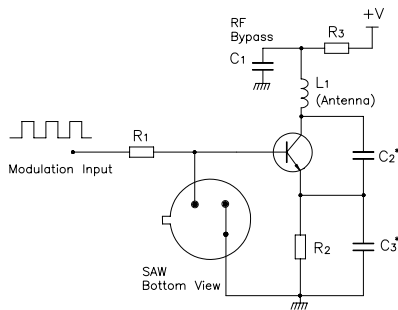 +V
RF
Bypass
R3
C1
L1
(Antenna)
R1
Modulation Input
C2*
SAW
Bottom View
R2
C3*